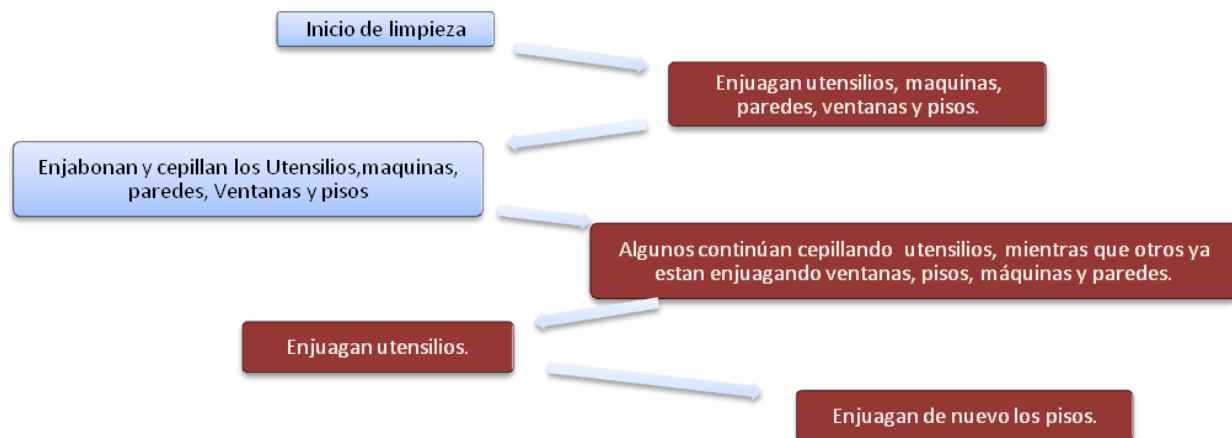 Inicio de limpieza
Enjuagan utensilios, maquinas,
paredes, ventanas y pisos.
Enjabonan y cepillan los Utensilios,maquinas,
paredes, Ventanas y pisos
Algunos continúan cepillando utensilios, mientras que otros ya
estan enjuagando ventanas, pisos, máquinas y paredes.
Enjuagan utensilios.
Enjuagan de nuevo los pisos.